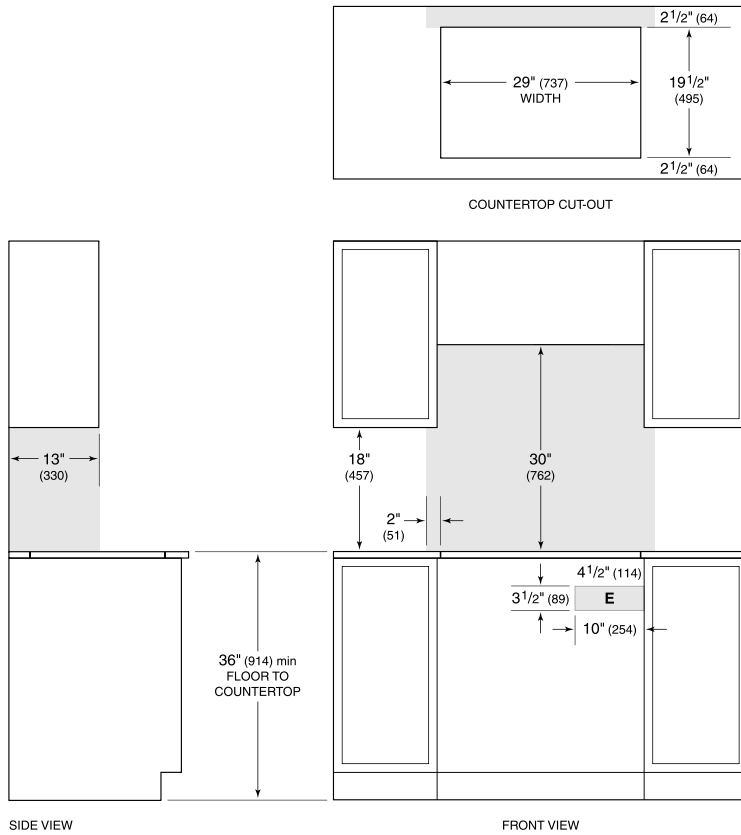 2 1/2" (64)
29" (737)
WIDTH
19 1/2"
(495)
2 1/2" (64)
COUNTERTOP CUT-OUT
13"
(330)
18"
(457)
30"
(762)
2"
(51)
4 1/2" (114)
3 1/2" (89)
E
10" (254)
36" (914) min
FLOOR TO
COUNTERTOP
SIDE VIEW
FRONT VIEW